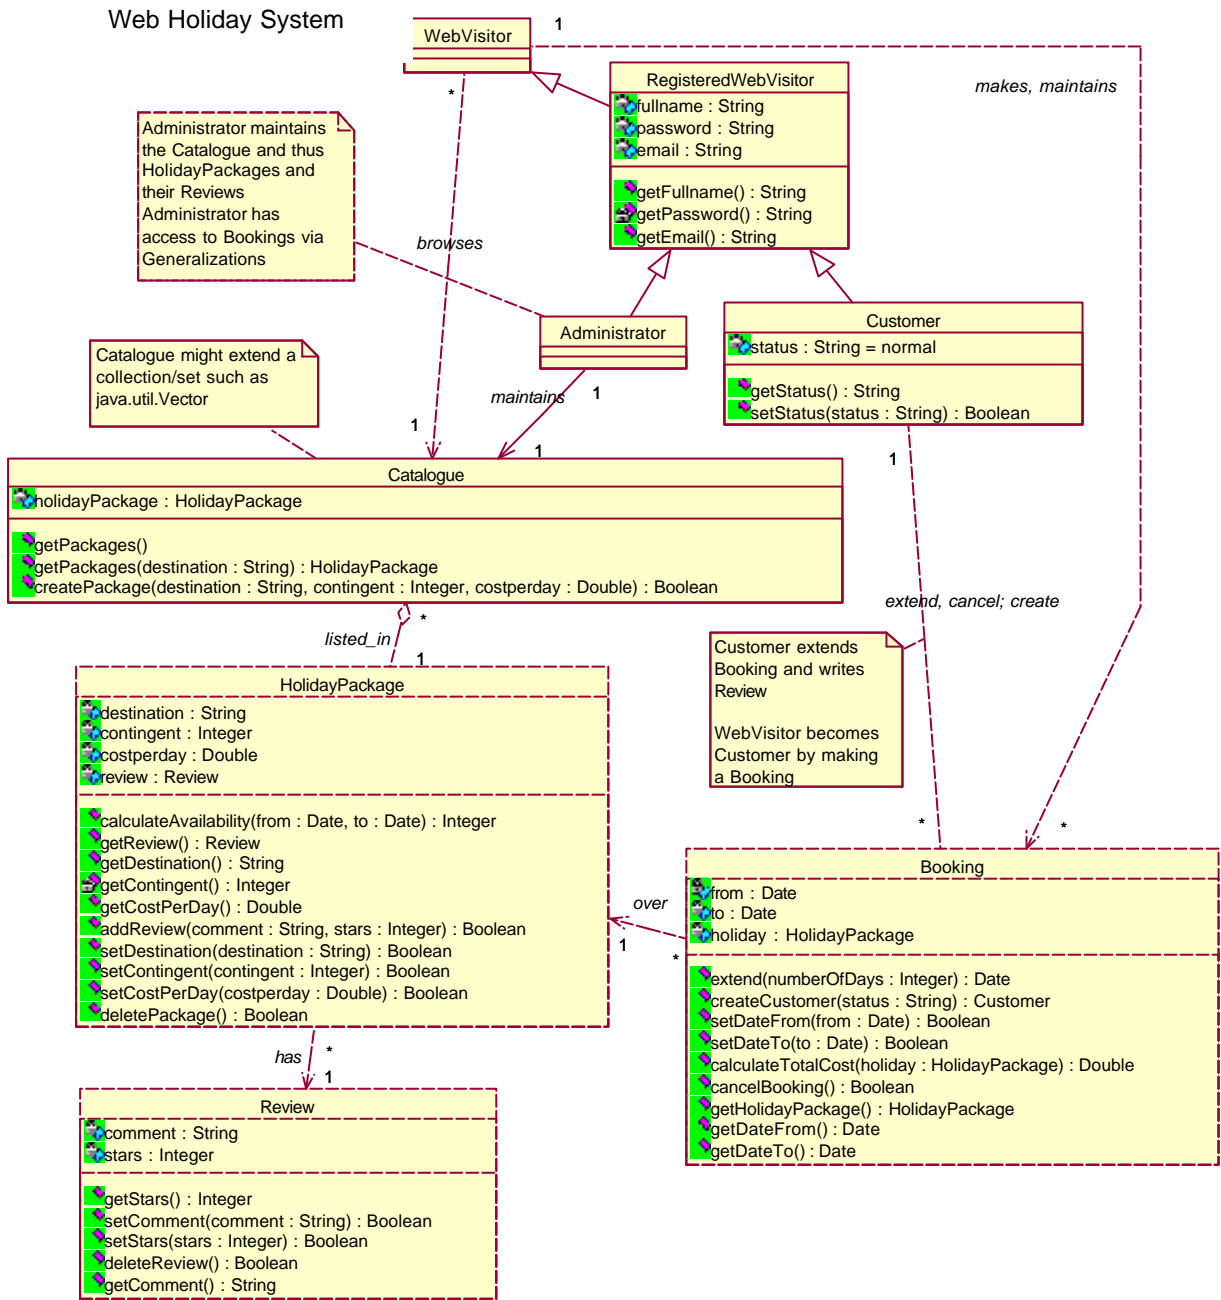 Web Holiday System
WebVisitor
1
*
makes, maintains
RegisteredWebVisitor
fullname : String
password : String
email : String
getFullname() : String
getPassword() : String
getEmail() : String
Administrator maintains
the Catalogue and thus
HolidayPackages and
their Reviews
Administrator has
access to Bookings via
Generalizations
browses
Administrator
Customer
status : String = normal
getStatus() : String
setStatus(status : String) : Boolean
Catalogue might extend a
collection/set such as
java.util.Vector
maintains
1
1
1
1
Catalogue
holidayPackage : HolidayPackage
getPackages()
getPackages(destination : String) : HolidayPackage
createPackage(destination : String, contingent : Integer, costperday : Double) : Boolean
*
listed_in
1
extend, cancel; create
Customer extends
Booking and writes
Review
WebVisitor becomes
Customer by making
a Booking
*
*
HolidayPackage
destination : String
contingent : Integer
costperday : Double
review : Review
calculateAvailability(from : Date, to : Date) : Integer
getReview() : Review
getDestination() : String
getContingent() : Integer
getCostPerDay() : Double
addReview(comment : String, stars : Integer) : Boolean
setDestination(destination : String) : Boolean
setContingent(contingent : Integer) : Boolean
setCostPerDay(costperday : Double) : Boolean
deletePackage() : Boolean
over
1
*
Booking
from : Date
to : Date
holiday : HolidayPackage
extend(numberOfDays : Integer) : Date
createCustomer(status : String) : Customer
setDateFrom(from : Date) : Boolean
setDateTo(to : Date) : Boolean
calculateTotalCost(holiday : HolidayPackage) : Double
cancelBooking() : Boolean
getHolidayPackage() : HolidayPackage
getDateFrom() : Date
getDateTo() : Date
has
*
1
Review
comment : String
stars : Integer
getStars() : Integer
setComment(comment : String) : Boolean
setStars(stars : Integer) : Boolean
deleteReview() : Boolean
getComment() : String